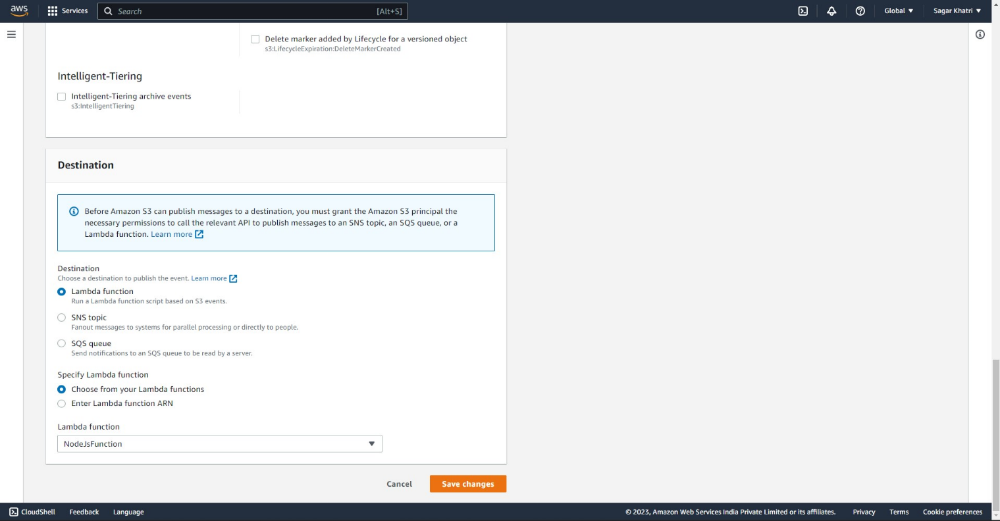 aws
Services
Search
[Alt+S]
Global
Sagar Khatri
Delete marker added by Lifecycle for a versioned object
s3:LifecycleExpiration:DeleteMarkerCreated
Intelligent-Tiering
Intelligent-Tiering archive events
s3:IntelligentTiering
Destination
Before Amazon S3 can publish messages to a destination, you must grant the Amazon S3 principal the
necessary permissions to call the relevant API to publish messages to an SNS topic, an SQS queue, or a
Lambda function. Learn more
Destination
Choose a destination to publish the event. Learn more
Lambda function
Run a Lambda function script based on S3 events.
SNS topic
Fanout messages to systems for parallel processing or directly to people.
SQS queue
Send notifications to an SQS queue to be read by a server.
Specify Lambda function
Choose from your Lambda functions
Enter Lambda function ARN
Lambda function
NodeJsFunction
Cancel
Save changes
CloudShell
Feedback
Language
© 2023, Amazon Web Services India Private Limited or its affiliates.
Privacy
Terms
Cookie preferences